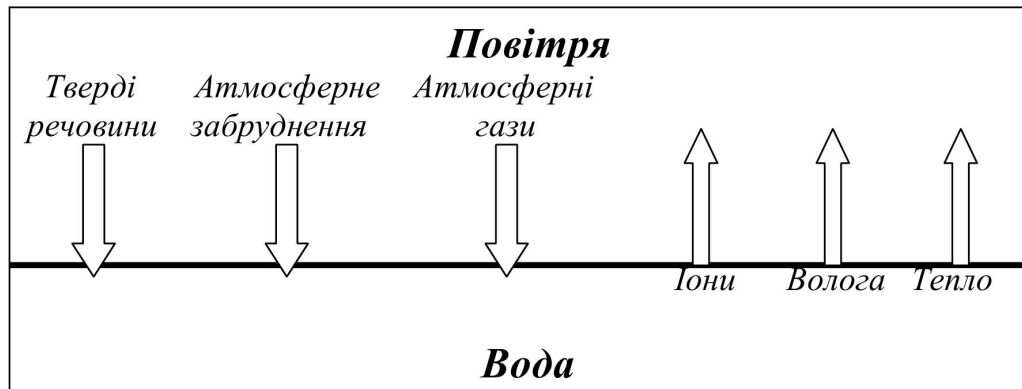 Повітря
Тверді речовини
Атмосферне забруднення
Атмосферні гази
Іони
Волога
Тепло
Вода